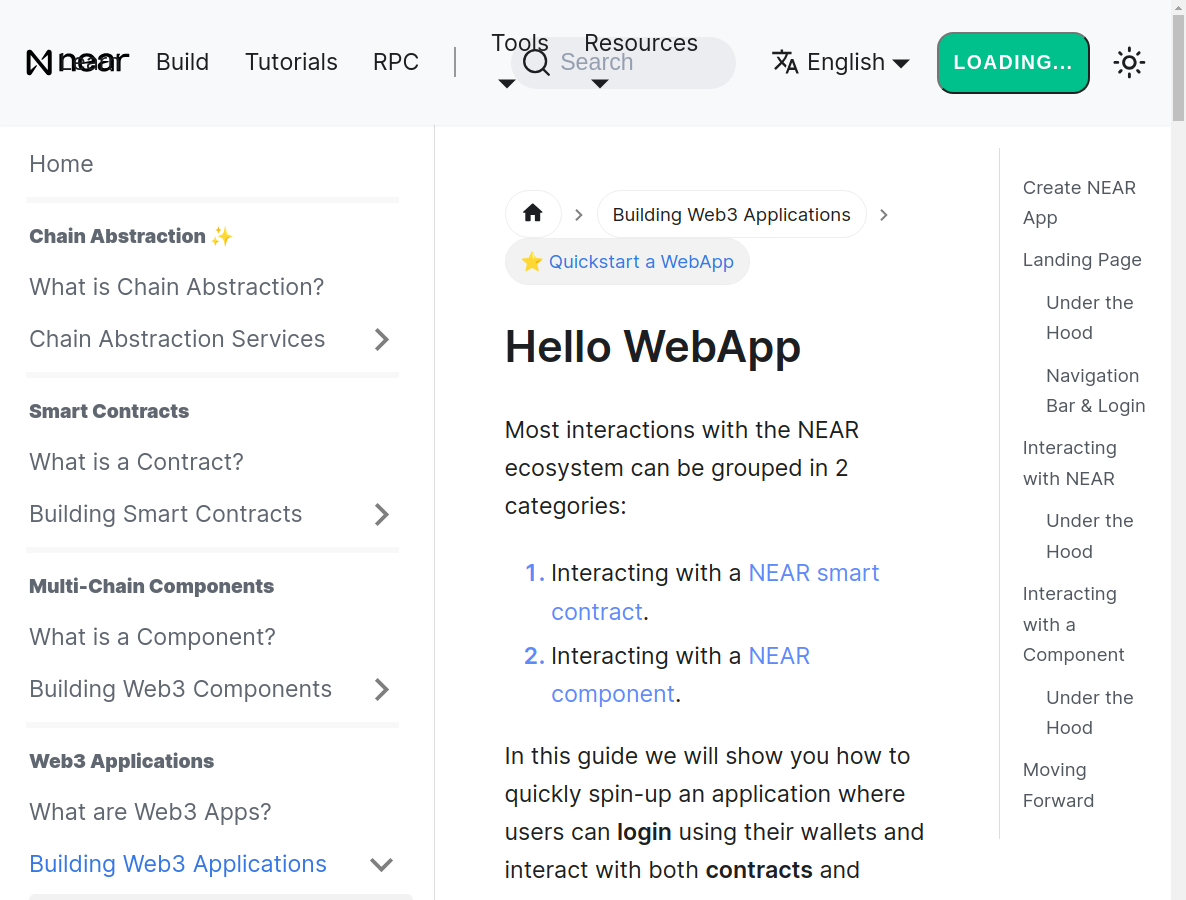 near
Learn
Build
Tutorials
RPC
Tools
Resources
Search
English
LOADING...
Home
Chain Abstraction ✨
What is Chain Abstraction?
Chain Abstraction Services
Smart Contracts
What is a Contract?
Building Smart Contracts
Multi-Chain Components
What is a Component?
Building Web3 Components
Web3 Applications
What are Web3 Apps?
Building Web3 Applications
Building Web3 Applications
⭐ Quickstart a WebApp
Hello WebApp
Most interactions with the NEAR
ecosystem can be grouped in 2
categories:
1. Interacting with a NEAR smart
contract.
2. Interacting with a NEAR
component.
In this guide we will show you how to
quickly spin-up an application where
users can login using their wallets and
interact with both contracts and
Create NEAR
App
Landing Page
Under the
Hood
Navigation
Bar & Login
Interacting
with NEAR
Under the
Hood
Interacting
with a
Component
Under the
Hood
Moving
Forward